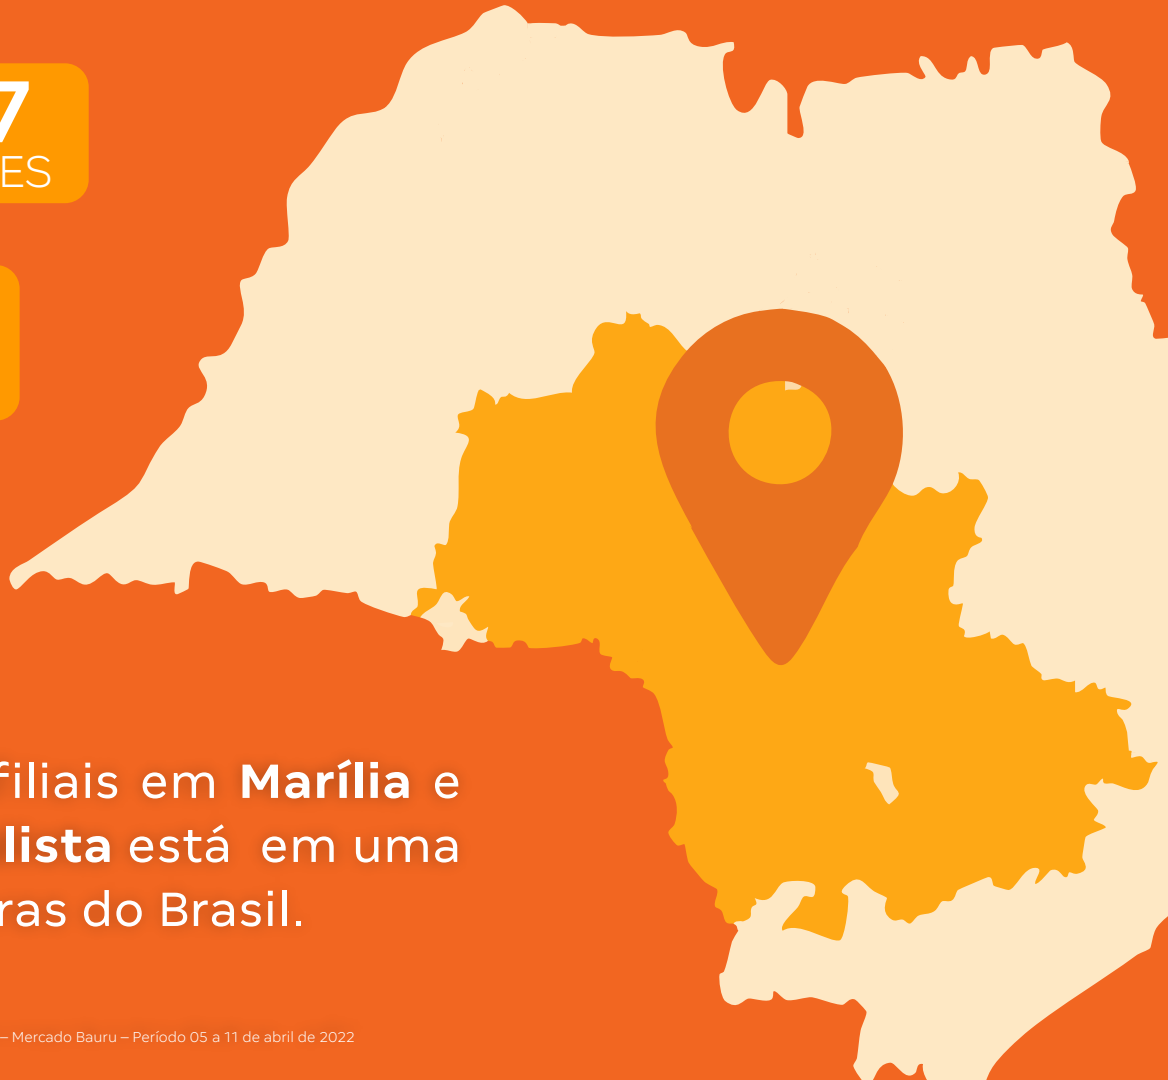 7
ES
filiais em Marília e
lista está em uma
ras do Brasil.
– Mercado Bauru – Período 05 a 11 de abril de 2022